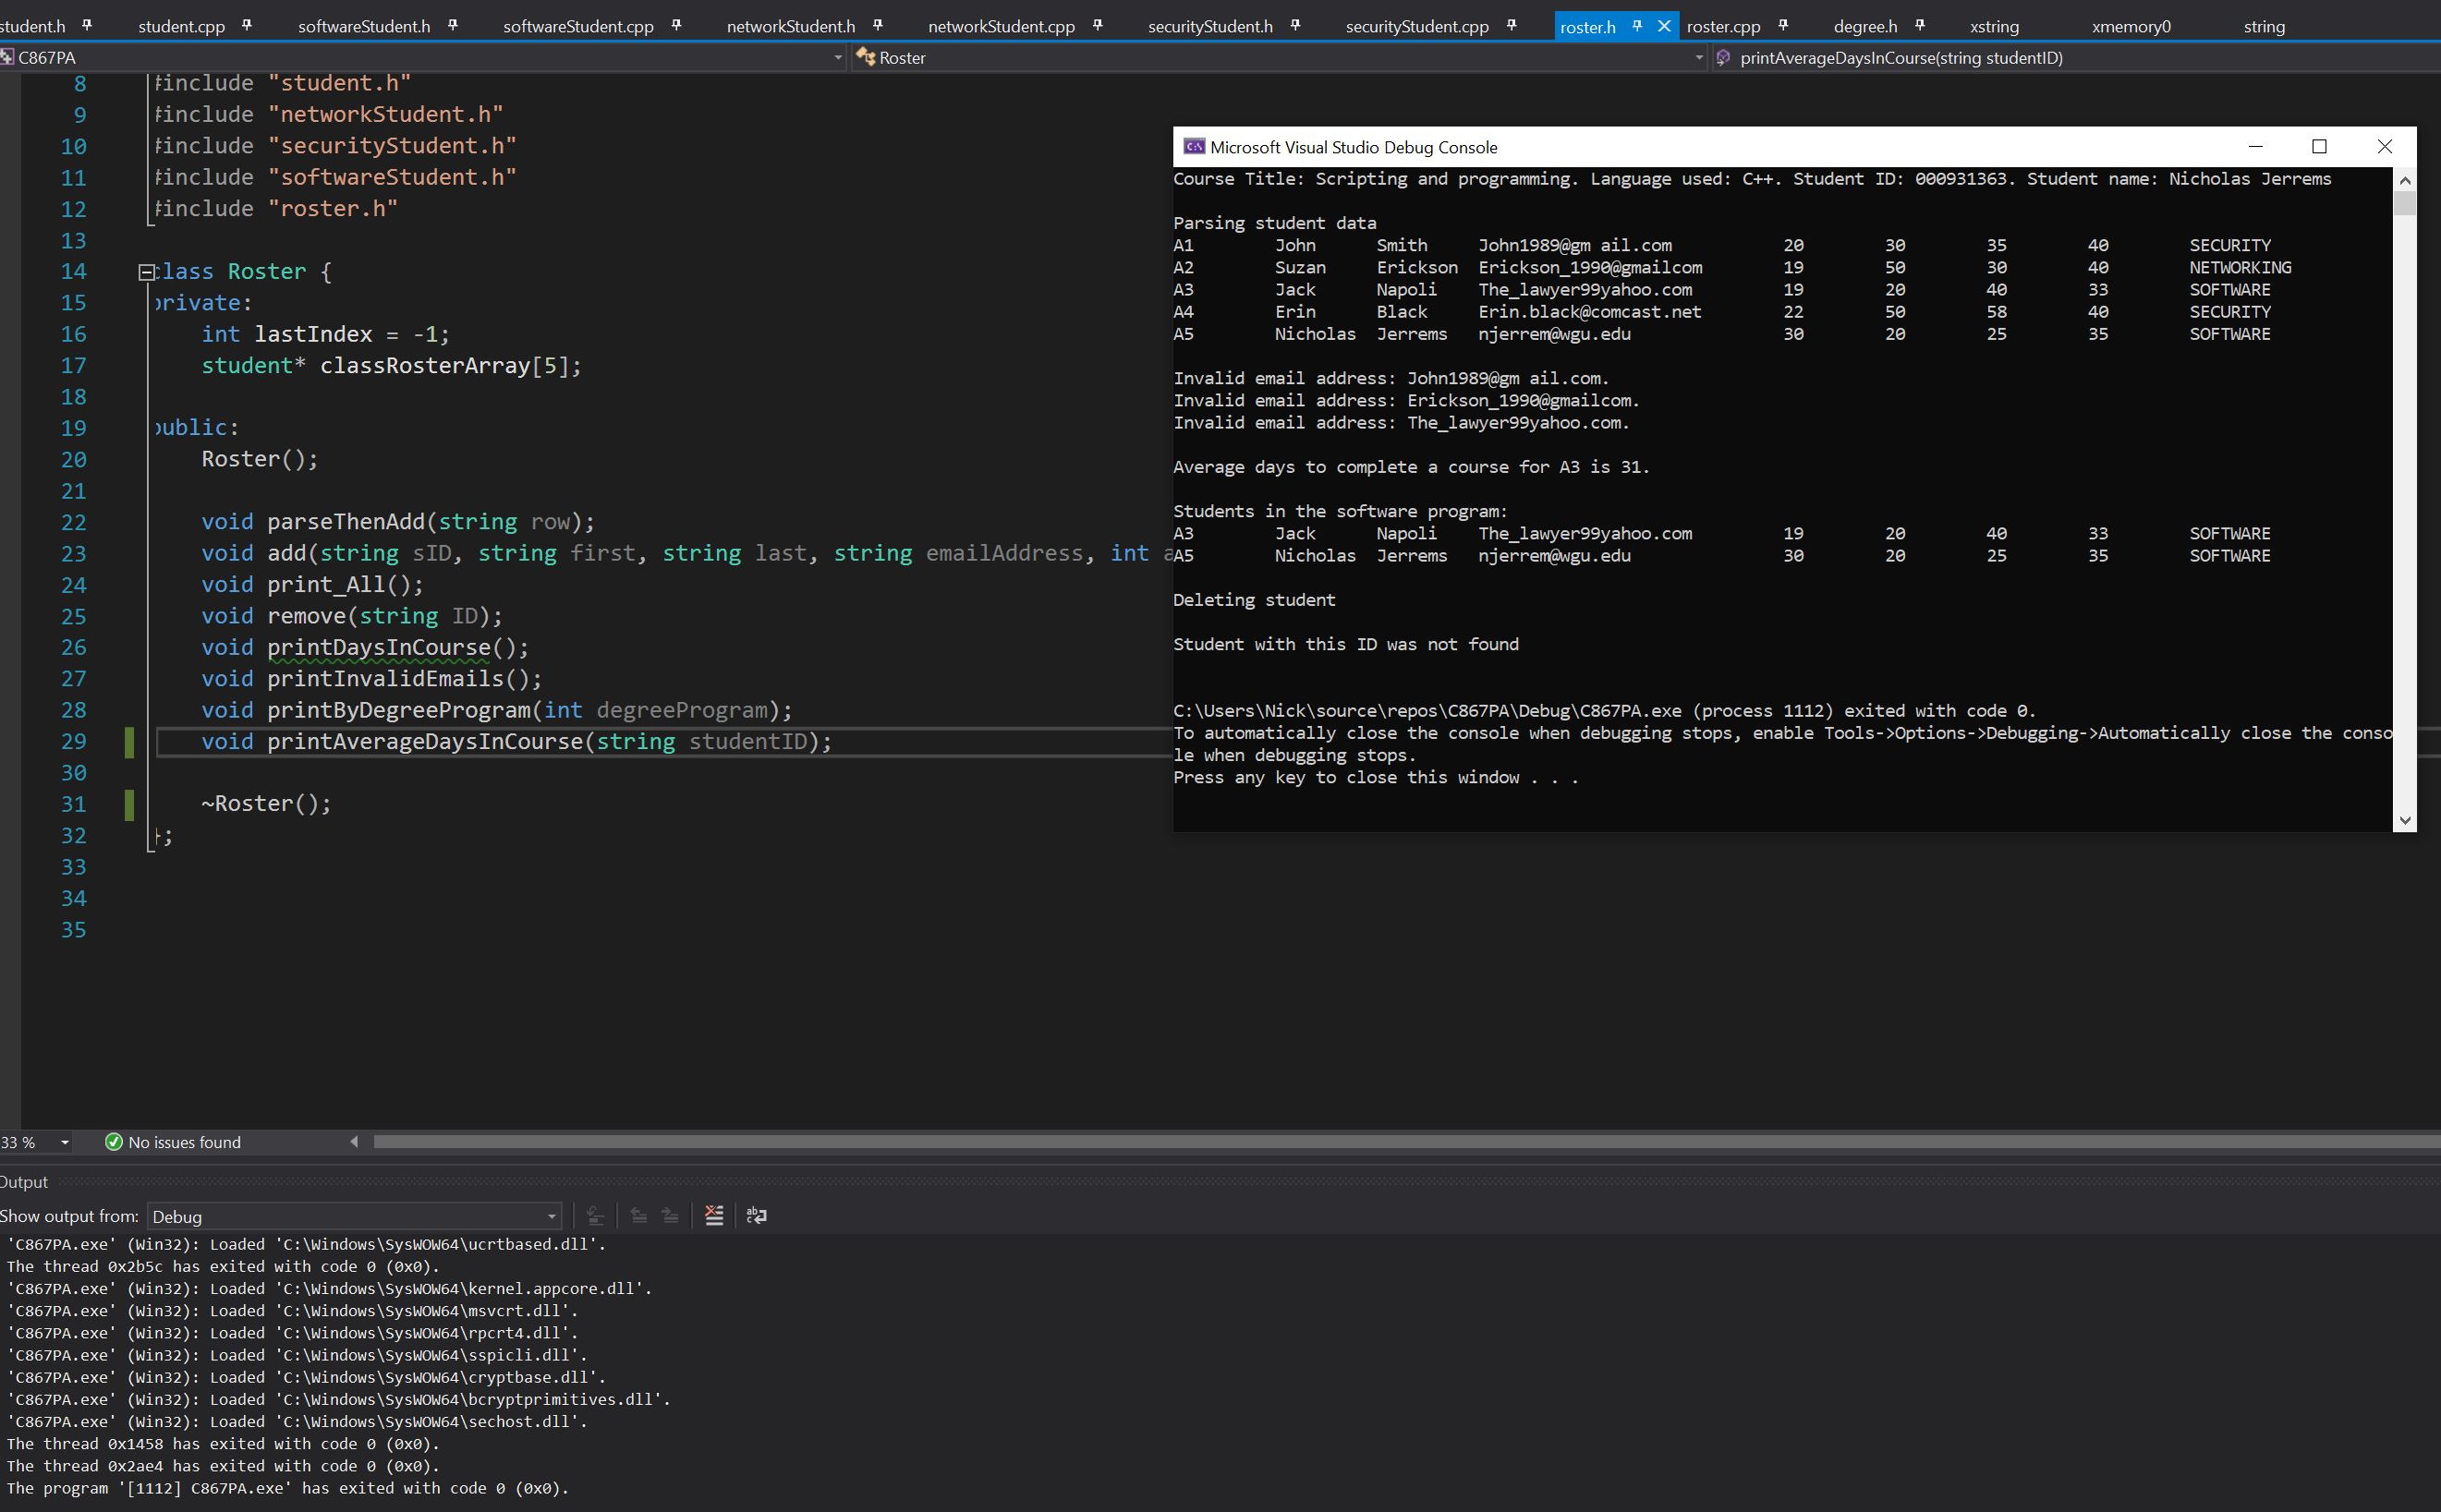 student.h student.cpp softwareStudent.h softwareStudent.cpp networkStudent.h networkStudent.cpp securityStudent.h securityStudent.cpp roster.h roster.cpp degree.h xstring xmemory0 string
C867PA Roster printAverageDaysInCourse(string studentID)
8 #include "student.h"
9 #include "networkStudent.h"
10 #include "securityStudent.h"
11 #include "softwareStudent.h"
12 #include "roster.h"
13
14 class Roster {
15 private:
16 int lastIndex = -1;
17 student* classRosterArray[5];
18
19 public:
20 Roster();
21
22 void parseThenAdd(string row);
23 void add(string sID, string first, string last, string emailAddress, int a
24 void print_All();
25 void remove(string ID);
26 void printDaysInCourse();
27 void printInvalidEmails();
28 void printByDegreeProgram(int degreeProgram);
29 void printAverageDaysInCourse(string studentID);
30
31 ~Roster();
32 };
33
34
35
Microsoft Visual Studio Debug Console
Course Title: Scripting and programming. Language used: C++. Student ID: 000931363. Student name: Nicholas Jerrems
Parsing student data
A1 John Smith John1989@gm ail.com 20 30 35 40 SECURITY
A2 Suzan Erickson Erickson_1990@gmailcom 19 50 30 40 NETWORKING
A3 Jack Napoli The_lawyer99yahoo.com 19 20 40 33 SOFTWARE
A4 Erin Black Erin.black@comcast.net 22 50 58 40 SECURITY
A5 Nicholas Jerrems njerrem@wgu.edu 30 20 25 35 SOFTWARE
Invalid email address: John1989@gm ail.com.
Invalid email address: Erickson_1990@gmailcom.
Invalid email address: The_lawyer99yahoo.com.
Average days to complete a course for A3 is 31.
Students in the software program:
A3 Jack Napoli The_lawyer99yahoo.com 19 20 40 33 SOFTWARE
A5 Nicholas Jerrems njerrem@wgu.edu 30 20 25 35 SOFTWARE
Deleting student
Student with this ID was not found
C:\Users\Nick\source\repos\C867PA\Debug\C867PA.exe (process 1112) exited with code 0.
To automatically close the console when debugging stops, enable Tools->Options->Debugging->Automatically close the conso
le when debugging stops.
Press any key to close this window . . .
33 % No issues found
Output
Show output from: Debug
'C867PA.exe' (Win32): Loaded 'C:\Windows\SysWOW64\ucrtbased.dll'.
The thread 0x2b5c has exited with code 0 (0x0).
'C867PA.exe' (Win32): Loaded 'C:\Windows\SysWOW64\kernel.appcore.dll'.
'C867PA.exe' (Win32): Loaded 'C:\Windows\SysWOW64\msvcrt.dll'.
'C867PA.exe' (Win32): Loaded 'C:\Windows\SysWOW64\rpcrt4.dll'.
'C867PA.exe' (Win32): Loaded 'C:\Windows\SysWOW64\sspicli.dll'.
'C867PA.exe' (Win32): Loaded 'C:\Windows\SysWOW64\cryptbase.dll'.
'C867PA.exe' (Win32): Loaded 'C:\Windows\SysWOW64\bcryptprimitives.dll'.
'C867PA.exe' (Win32): Loaded 'C:\Windows\SysWOW64\sechost.dll'.
The thread 0x1458 has exited with code 0 (0x0).
The thread 0x2ae4 has exited with code 0 (0x0).
The program '[1112] C867PA.exe' has exited with code 0 (0x0).